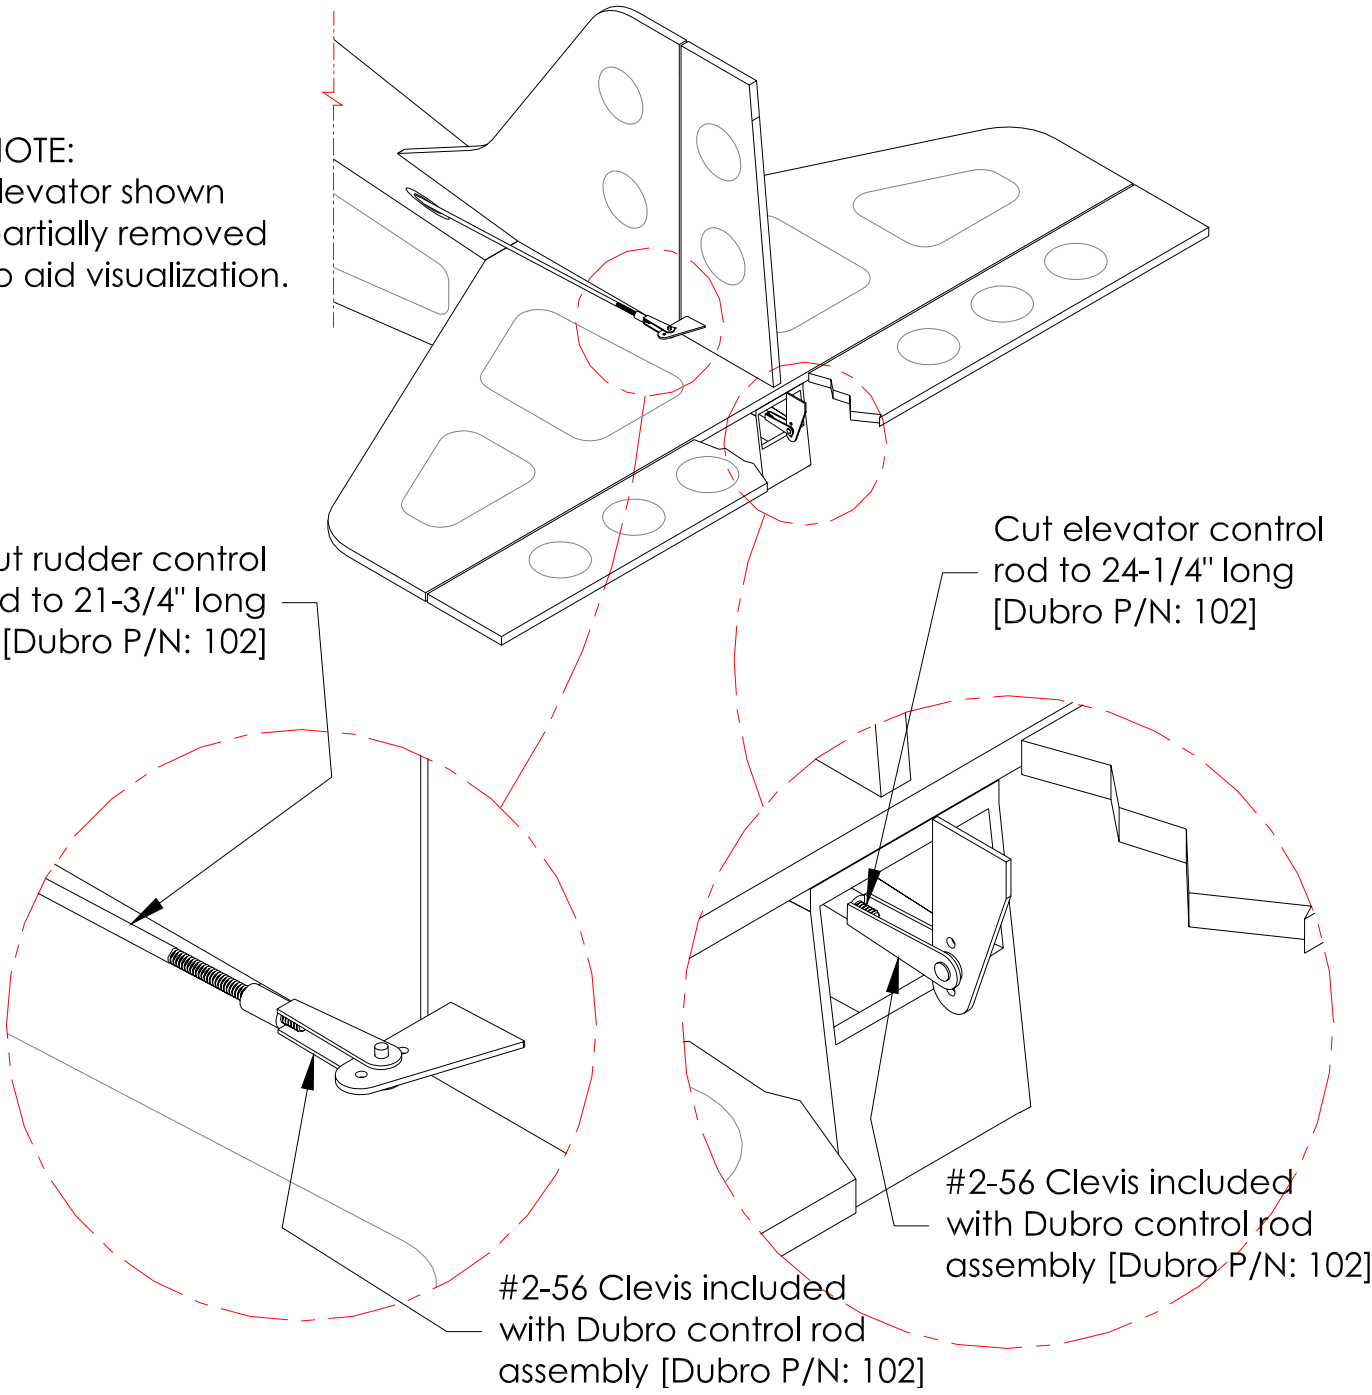 NOTE:
levator shown
artially removed
o aid visualization.
ut rudder control
d to 21-3/4" long
[Dubro P/N: 102]
Cut elevator control
rod to 24-1/4" long
[Dubro P/N: 102]
#2-56 Clevis included
with Dubro control rod
assembly [Dubro P/N: 102]
#2-56 Clevis included
with Dubro control rod
assembly [Dubro P/N: 102]